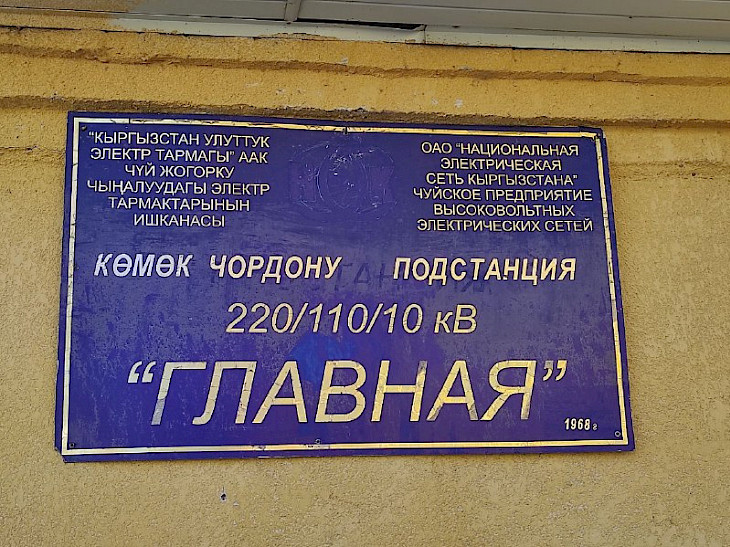 "КЫРГЫЗСТАН УЛУТТУК
ЭЛЕКТР ТАРМАГЫ" ААК
ЧҮЙ ЖОГОРКУ
ЧЫҢАЛУУДАГЫ ЭЛЕКТР
ТАРМАКТАРЫНЫН
ИШКАНАСЫ
ОАО "НАЦИОНАЛЬНАЯ
ЭЛЕКТРИЧЕСКАЯ
СЕТЬ КЫРГЫЗСТАНА"
ЧУЙСКОЕ ПРЕДПРИЯТИЕ
ВЫСОКОВОЛЬТНЫХ
ЭЛЕКТРИЧЕСКИХ СЕТЕЙ
КӨМӨК ЧОРДОНУ ПОДСТАНЦИЯ
220/110/10 кВ
“ГЛАВНАЯ”
1968 г